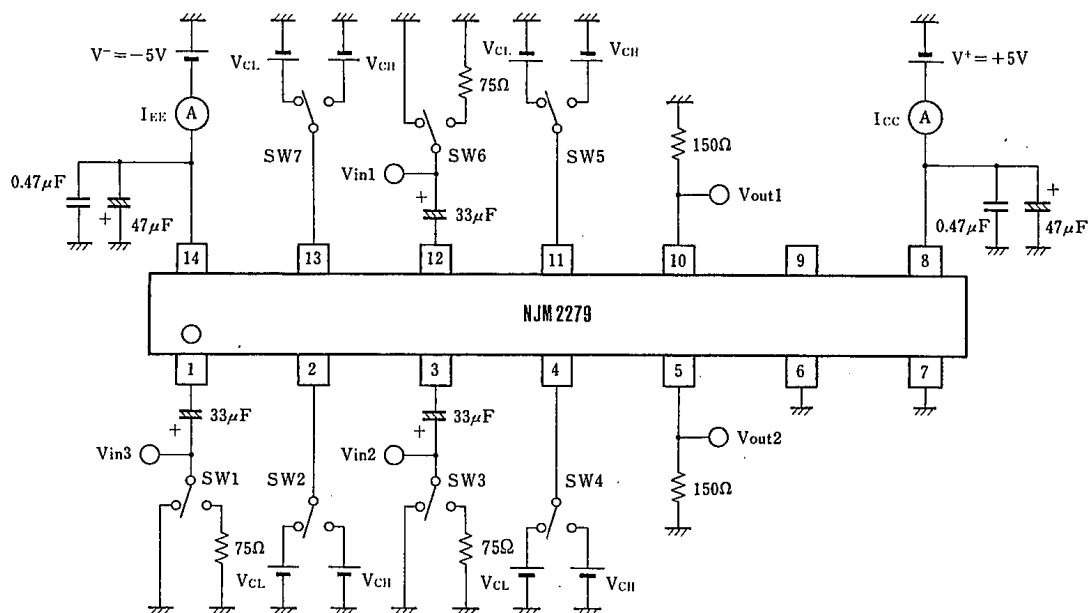 V⁻=−5V
VCL
VCH
75Ω
VCL
VCH
V⁺=+5V
IEE
A
SW7
SW6
SW5
150Ω
ICC
A
Vin1
Vout1
0.47μF
+
47μF
+
33μF
0.47μF
+
47μF
14
13
12
11
10
9
8
NJM2279
1
2
3
4
5
6
7
33μF
+
33μF
+
Vin3
SW1
SW2
Vin2
SW3
SW4
Vout2
150Ω
75Ω
VCL
VCH
75Ω
VCL
VCH